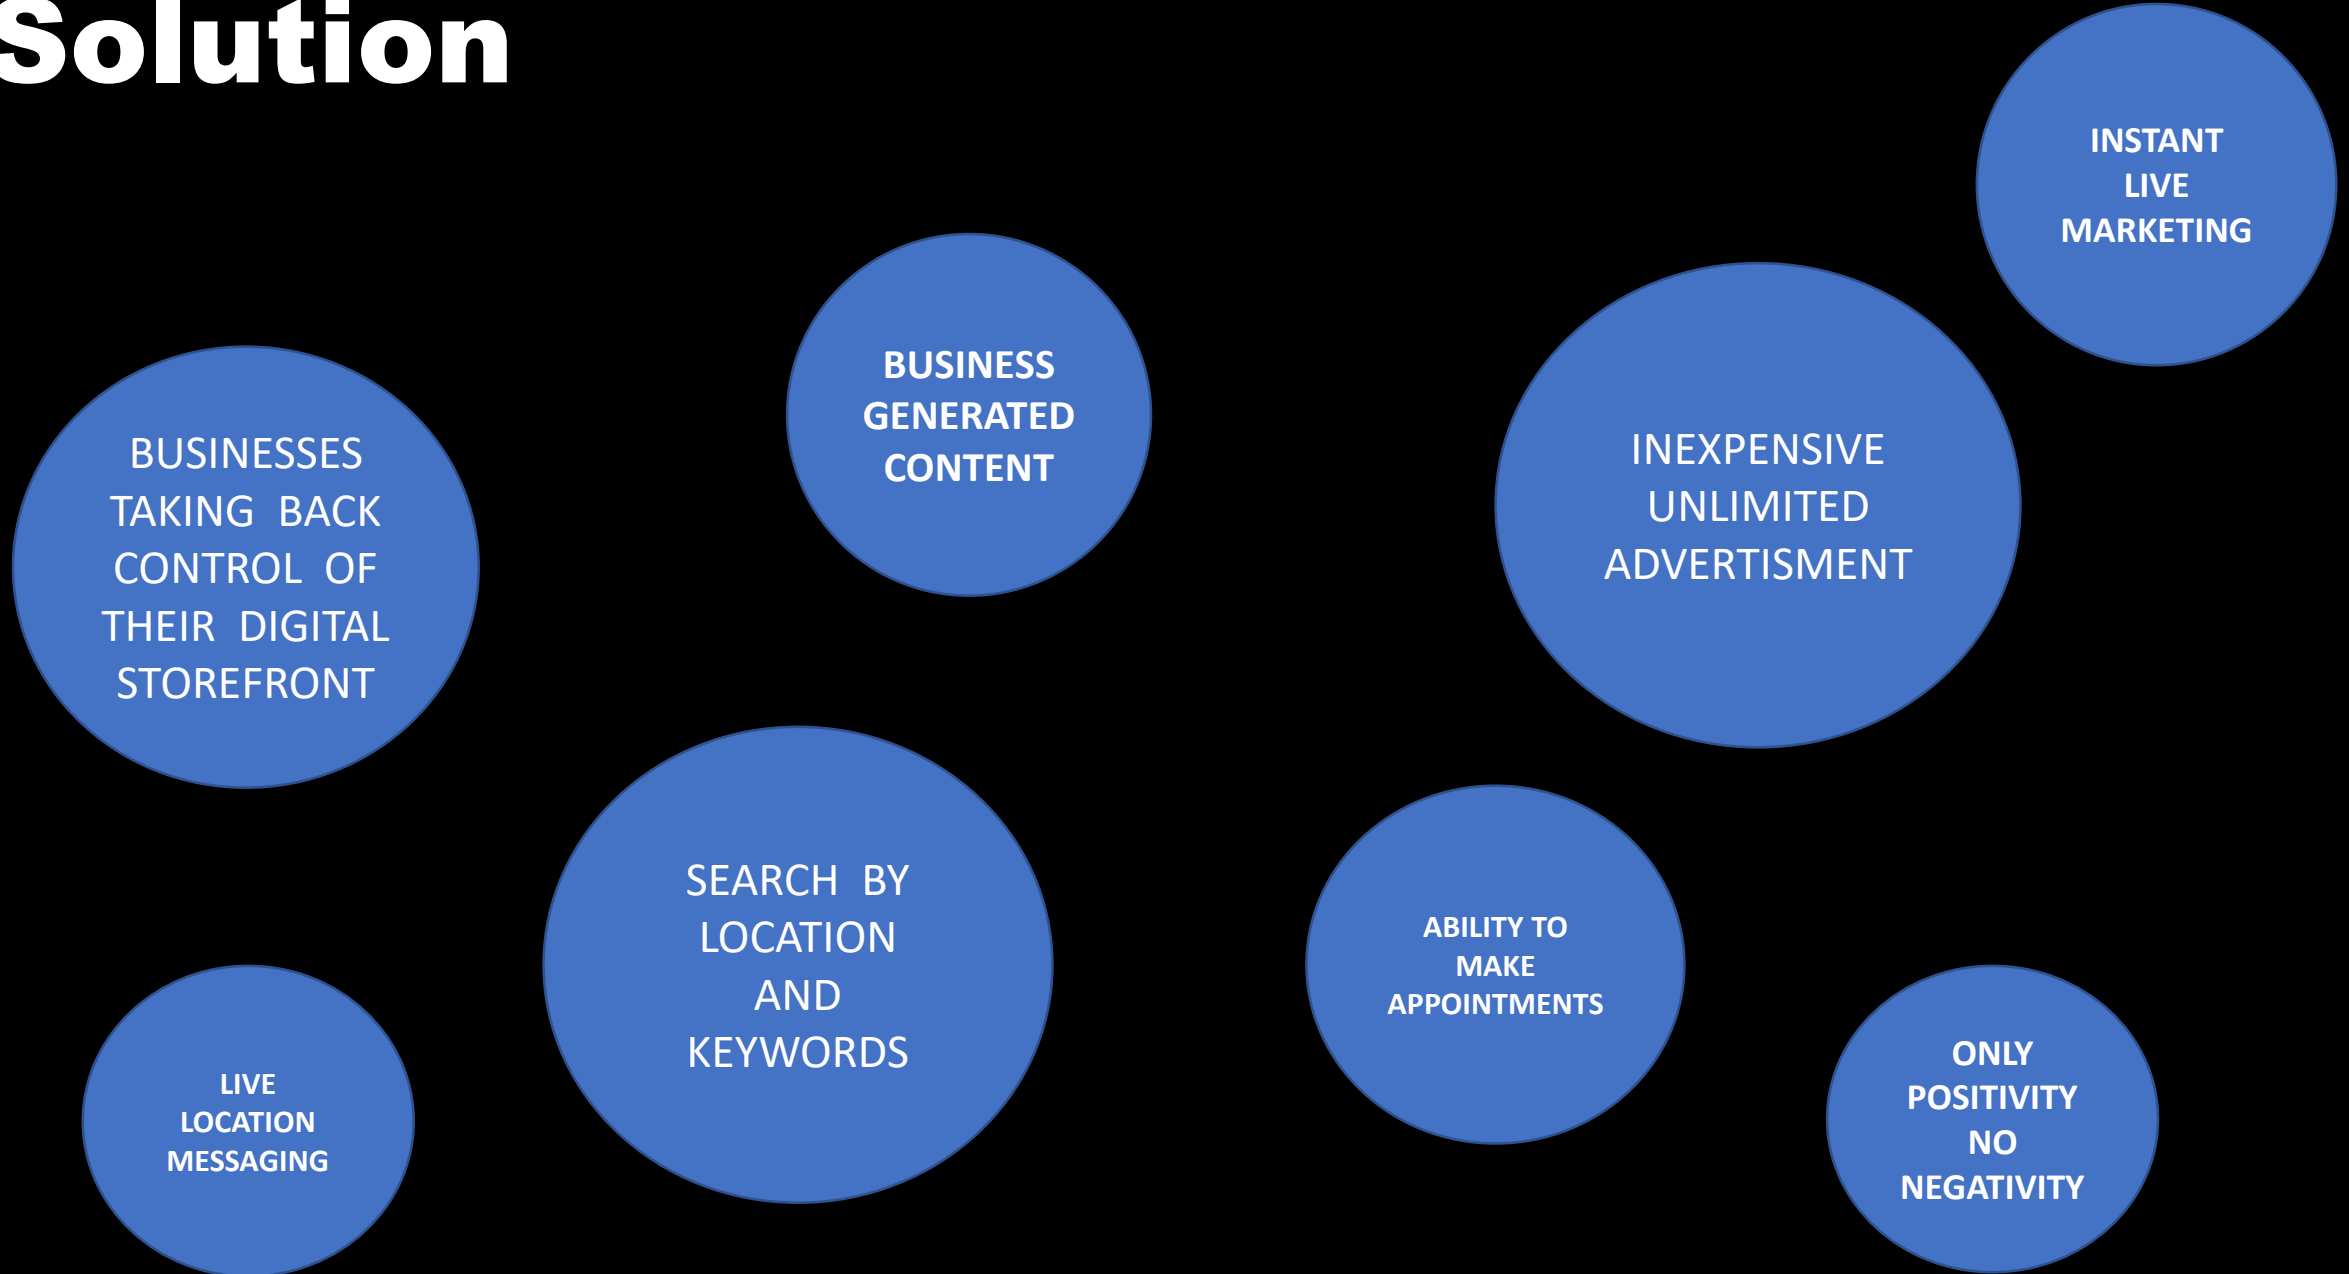 Solution
INSTANT
LIVE
MARKETING
BUSINESS
GENERATED
CONTENT
BUSINESSES
TAKING BACK
CONTROL OF
THEIR DIGITAL
STOREFRONT
INEXPENSIVE
UNLIMITED
ADVERTISMENT
SEARCH BY
LOCATION
AND
KEYWORDS
ABILITY TO
MAKE
APPOINTMENTS
LIVE
LOCATION
MESSAGING
ONLY
POSITIVITY
NO
NEGATIVITY